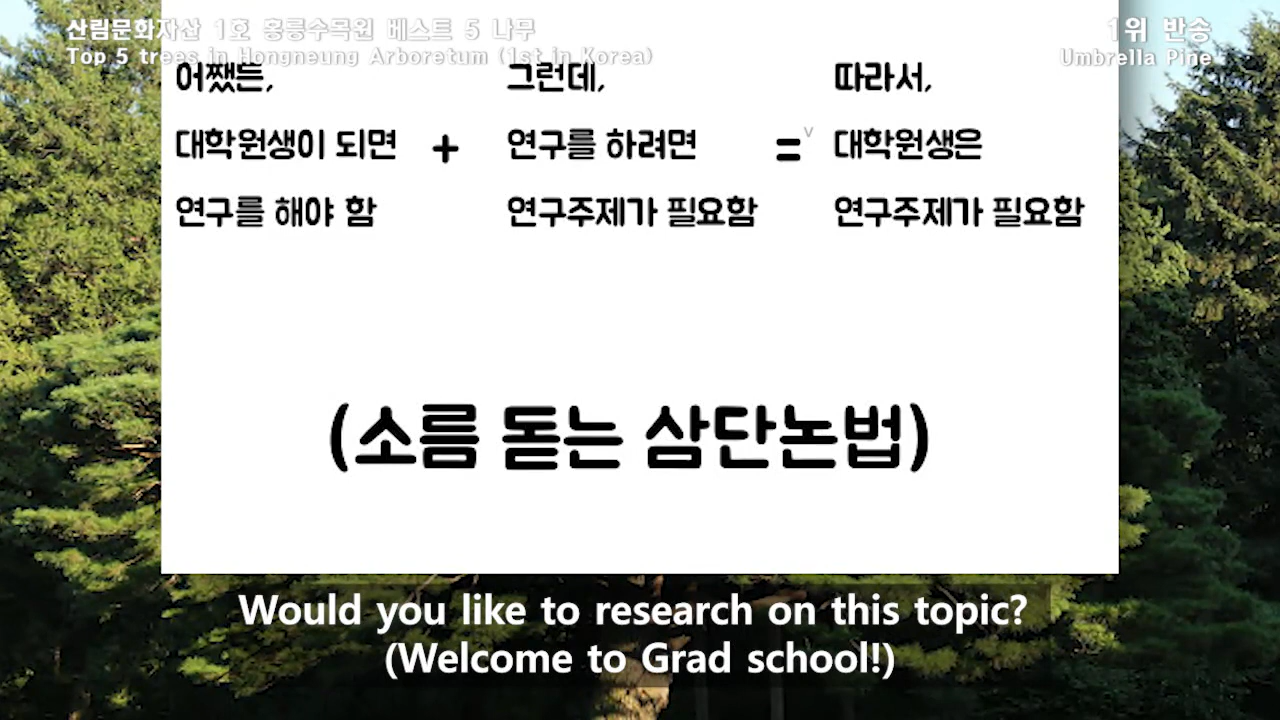 산림문화자산 1호 홍릉수목원 베스트 5 나무
Top 5 trees in Hongneung Arboretum (1st in Korea)
1위 반송
Umbrella Pine
어쨌든, 그런데, 따라서,
대학원생이 되면 + 연구를 하려면 = v 대학원생은
연구를 해야 함 연구주제가 필요함 연구주제가 필요함
(소름 돋는 삼단논법)
Would you like to research on this topic?
(Welcome to Grad school!)